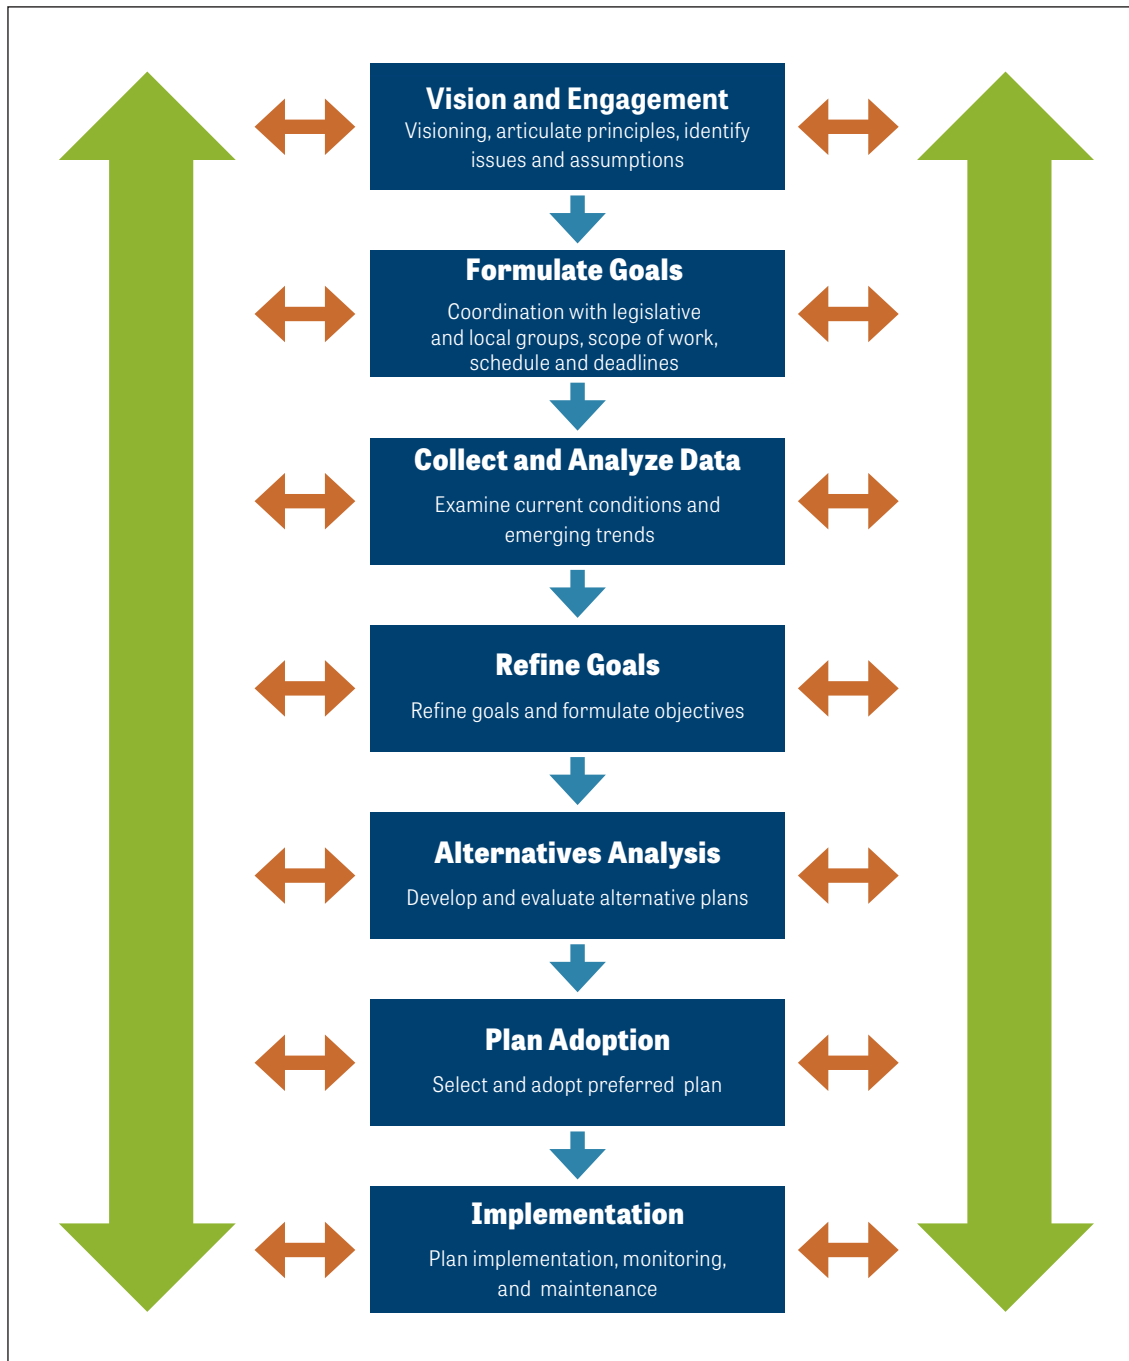 Vision and Engagement
Visioning, articulate principles, identify
issues and assumptions
Formulate Goals
Coordination with legislative
and local groups, scope of work,
schedule and deadlines
Collect and Analyze Data
Examine current conditions and
emerging trends
Refine Goals
Refine goals and formulate objectives
Alternatives Analysis
Develop and evaluate alternative plans
Plan Adoption
Select and adopt preferred plan
Implementation
Plan implementation, monitoring,
and maintenance